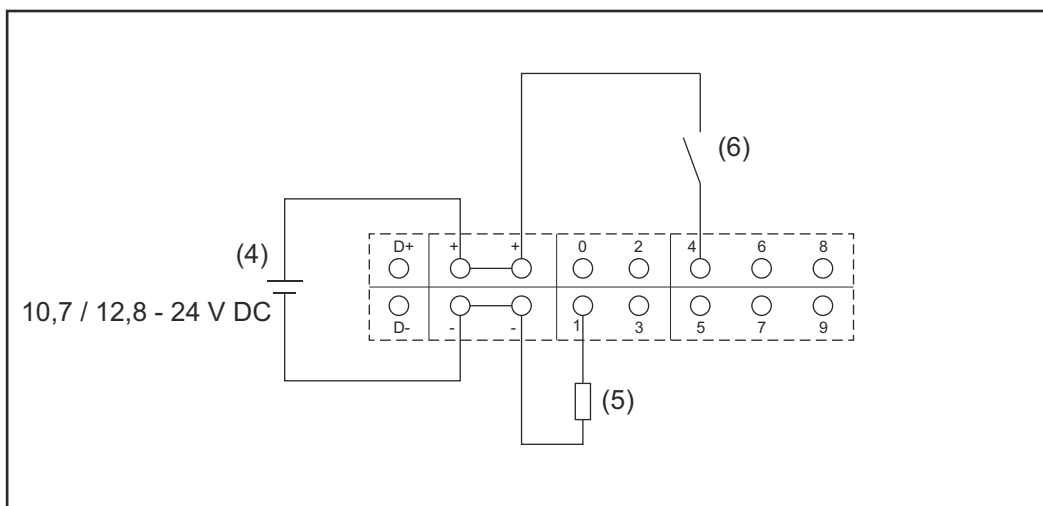 (6)
D+ + + 0 2 4 6 8
(4)
10,7 / 12,8 - 24 V DC
D- - - 1 3 5 7 9
(5)